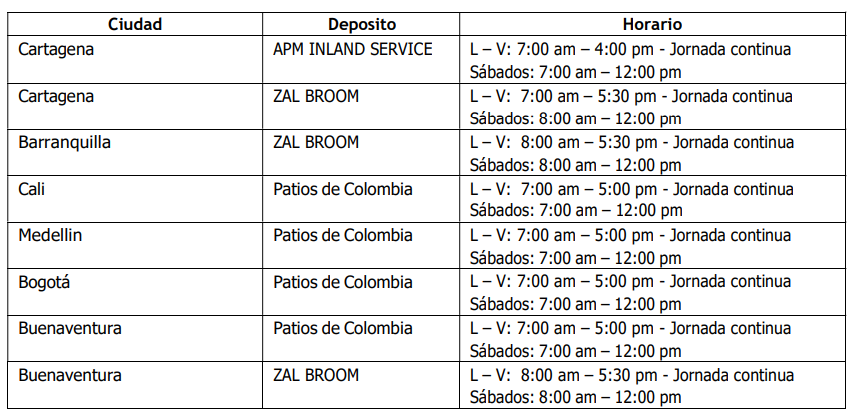 Ciudad Deposito Horario
Cartagena APM INLAND SERVICE L – V: 7:00 am – 4:00 pm - Jornada continua
Sábados: 7:00 am – 12:00 pm
Cartagena ZAL BROOM L – V:  7:00 am – 5:30 pm - Jornada continua
Sábados: 8:00 am – 12:00 pm
Barranquilla ZAL BROOM L – V:  8:00 am – 5:30 pm - Jornada continua
Sábados: 8:00 am – 12:00 pm
Cali Patios de Colombia L – V:  7:00 am – 5:00 pm - Jornada continua
Sábados: 7:00 am – 12:00 pm
Medellin Patios de Colombia L – V: 7:00 am – 5:00 pm - Jornada continua
Sábados: 7:00 am – 12:00 pm
Bogotá Patios de Colombia L – V: 7:00 am – 5:00 pm - Jornada continua
Sábados: 7:00 am – 12:00 pm
Buenaventura Patios de Colombia L – V: 7:00 am – 5:00 pm - Jornada continua
Sábados: 7:00 am – 12:00 pm
Buenaventura ZAL BROOM L – V:  8:00 am – 5:30 pm - Jornada continua
Sábados: 8:00 am – 12:00 pm